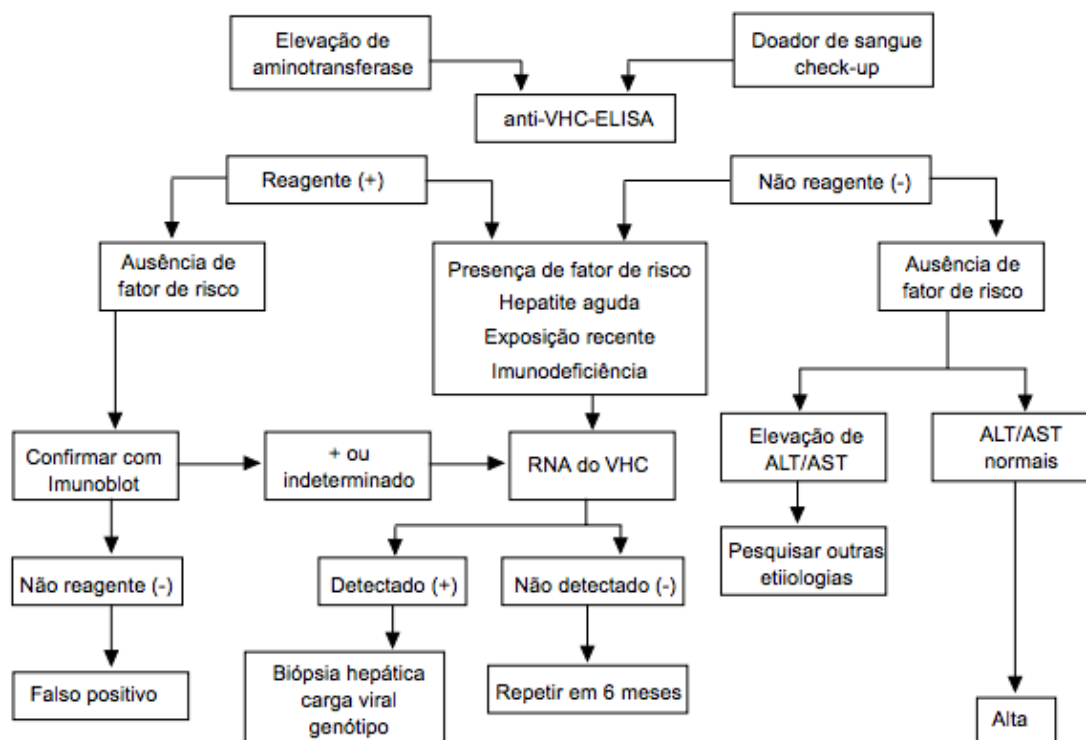 Elevação de
aminotransferase
Doador de sangue
check-up
anti-VHC-ELISA
Reagente (+)
Não reagente (-)
Ausência de
fator de risco
Presença de fator de risco
Hepatite aguda
Exposição recente
Imunodeficiência
Ausência de
fator de risco
Confirmar com
Imunoblot
+ ou
indeterminado
RNA do VHC
Elevação de
ALT/AST
ALT/AST
normais
Não reagente (-)
Detectado (+)
Não detectado (-)
Pesquisar outras
etiiologias
Falso positivo
Biópsia hepática
carga viral
genótipo
Repetir em 6 meses
Alta